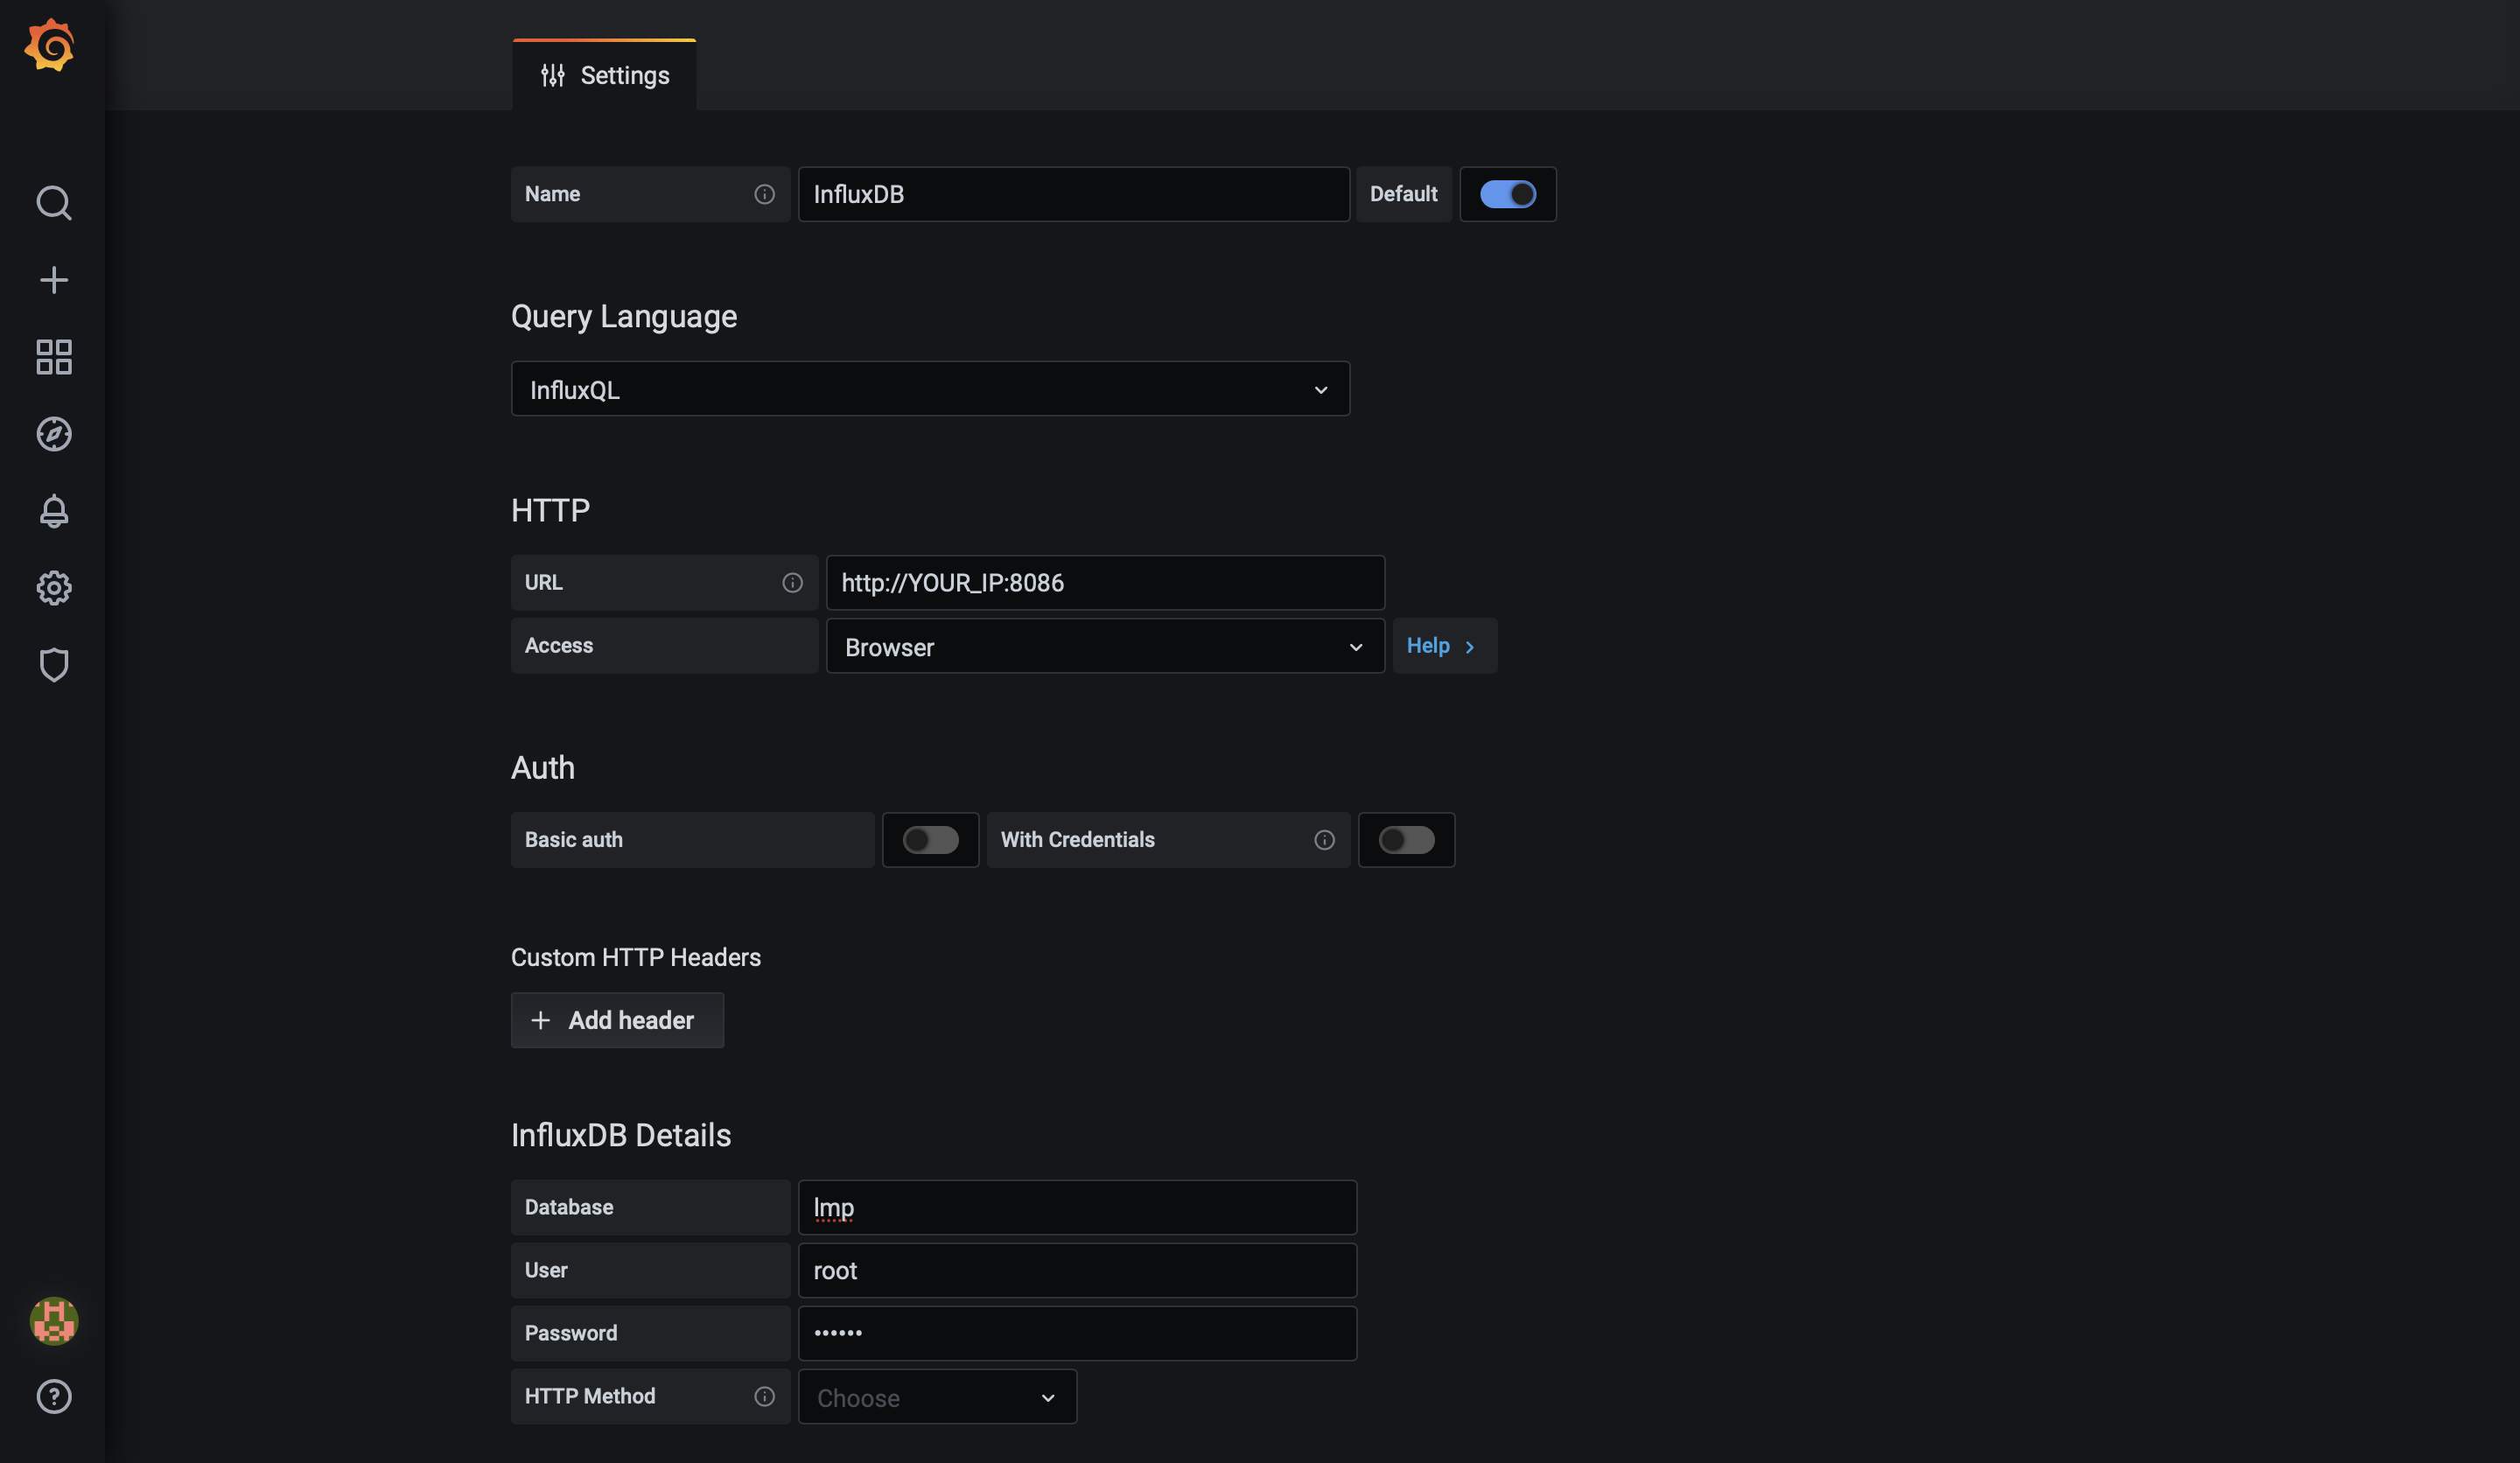 Settings
Name InfluxDB Default
Query Language
InfluxQL
HTTP
URL http://YOUR_IP:8086
Access Browser Help
Auth
Basic auth With Credentials
Custom HTTP Headers
Add header
InfluxDB Details
Database lmp
User root
Password ••••••
HTTP Method Choose